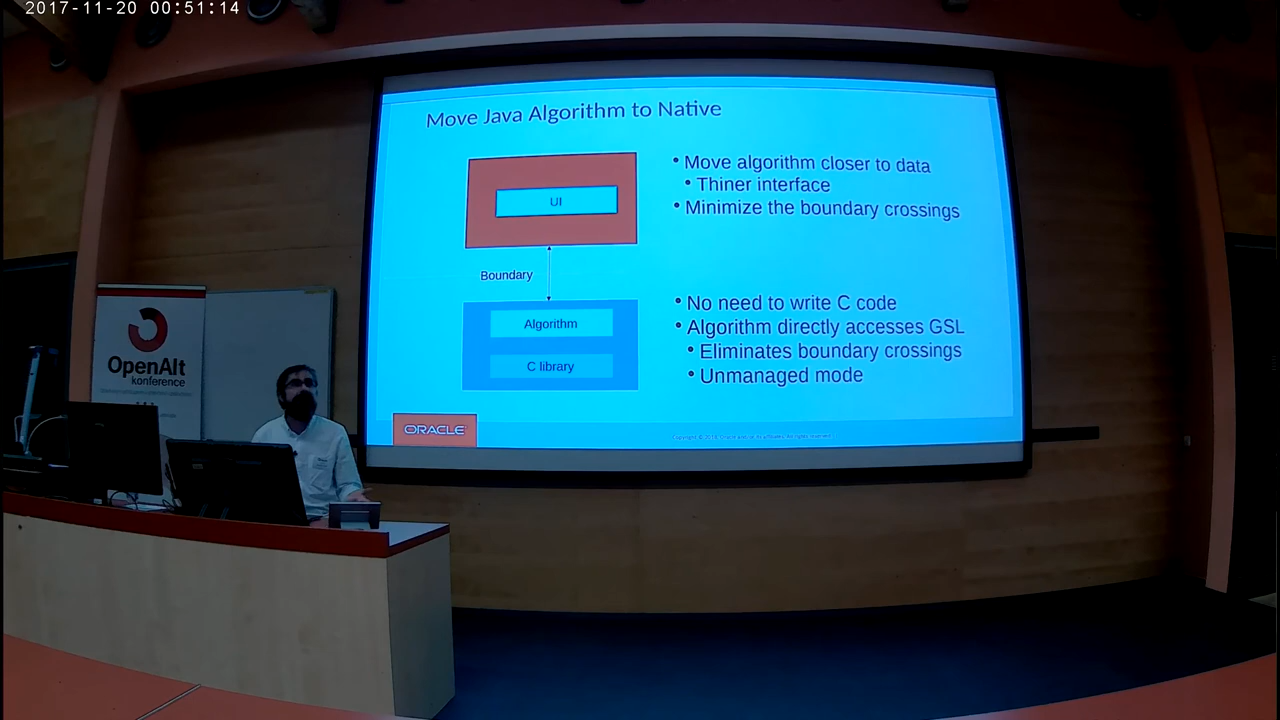 2017-11-20 00:51:14
Move Java Algorithm to Native
UI
Boundary
Algorithm
C library
• Move algorithm closer to data
• Thiner interface
• Minimize the boundary crossings
• No need to write C code
• Algorithm directly accesses GSL
• Eliminates boundary crossings
• Unmanaged mode
ORACLE
OpenAlt
konference